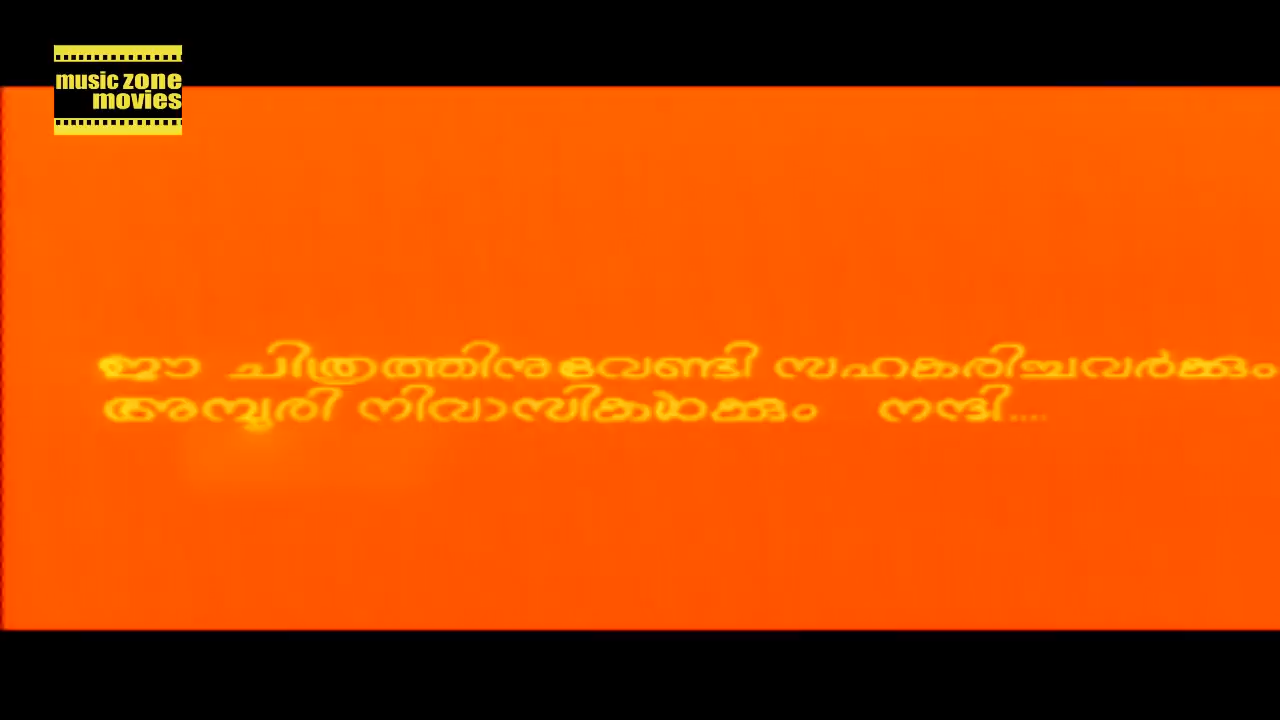 music zone
movies
ഈ ചിത്രത്തിനുവേണ്ടി സഹകരിച്ചവർക്കും
അമ്പൂരി നിവാസികൾക്കും നന്ദി....